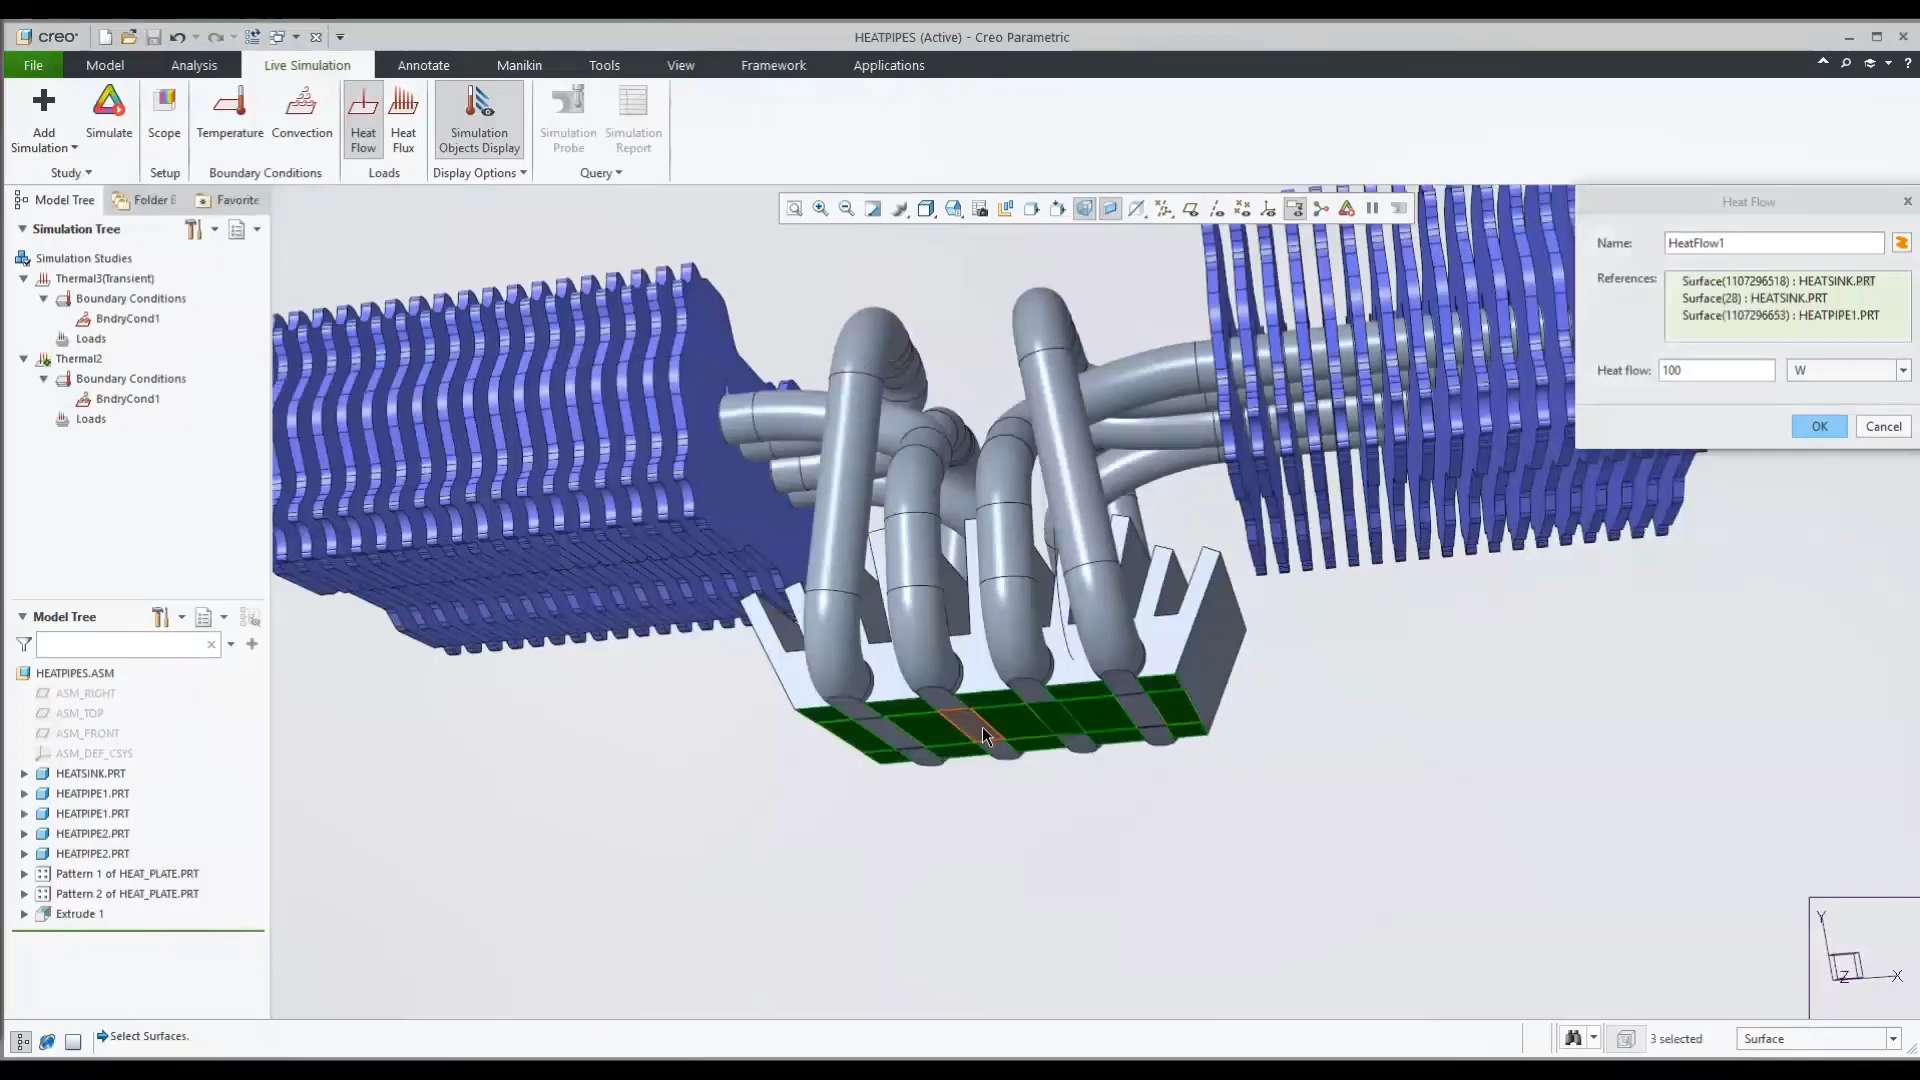 creo·
HEATPIPES (Active) - Creo Parametric
File
Model
Analysis
Live Simulation
Annotate
Manikin
Tools
View
Framework
Applications
?
Add Simulation
Simulate
Scope
Temperature
Convection
Heat Flow
Heat Flux
Simulation Objects Display
Simulation Probe
Simulation Report
Study
Setup
Boundary Conditions
Loads
Display Options
Query
Model Tree
Folder
Favorite
Simulation Tree
Simulation Studies
Thermal3(Transient)
Boundary Conditions
BndryCond1
Loads
Thermal2
Boundary Conditions
BndryCond1
Loads
Model Tree
HEATPIPES.ASM
ASM_RIGHT
ASM_TOP
ASM_FRONT
ASM_DEF_CSYS
HEATSINK.PRT
HEATPIPE1.PRT
HEATPIPE1.PRT
HEATPIPE2.PRT
HEATPIPE2.PRT
Pattern 1 of HEAT_PLATE.PRT
Pattern 2 of HEAT_PLATE.PRT
Extrude 1
Heat Flow
Name: HeatFlow1
References: Surface(1107296518) : HEATSINK.PRT
Surface(28) : HEATSINK.PRT
Surface(1107296653) : HEATPIPE1.PRT
Heat flow: 100 W
OK Cancel
Y
Z
X
Select Surfaces.
3 selected
Surface